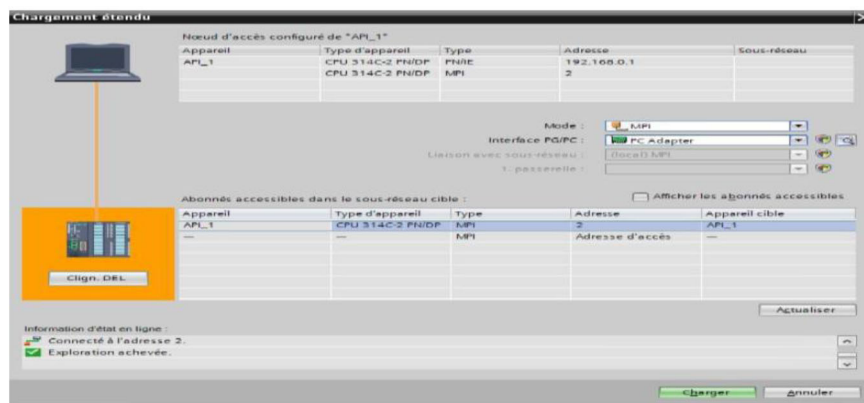 Chargement étendu
Nœud d'accès configuré de "API_1"
Appareil Type d'appareil Type Adresse Sous-réseau
API_1 CPU 314C-2 PN/DP PN/IE 192.168.0.1
CPU 314C-2 PN/DP MPI 2
Mode : MPI
Interface PG/PC : PC Adapter
Liaison avec sous-réseau : (local) MPI
1. passerelle :
Abonnés accessibles dans le sous-réseau cible : Afficher les abonnés accessibles
Appareil Type d'appareil Type Adresse Appareil cible
API_1 CPU 314C-2 PN/DP MPI 2 API_1
— — MPI Adresse d'accès —
Clign. DEL
Actualiser
Information d'état en ligne :
Connecté à l'adresse 2.
Exploration achevée.
Charger Annuler